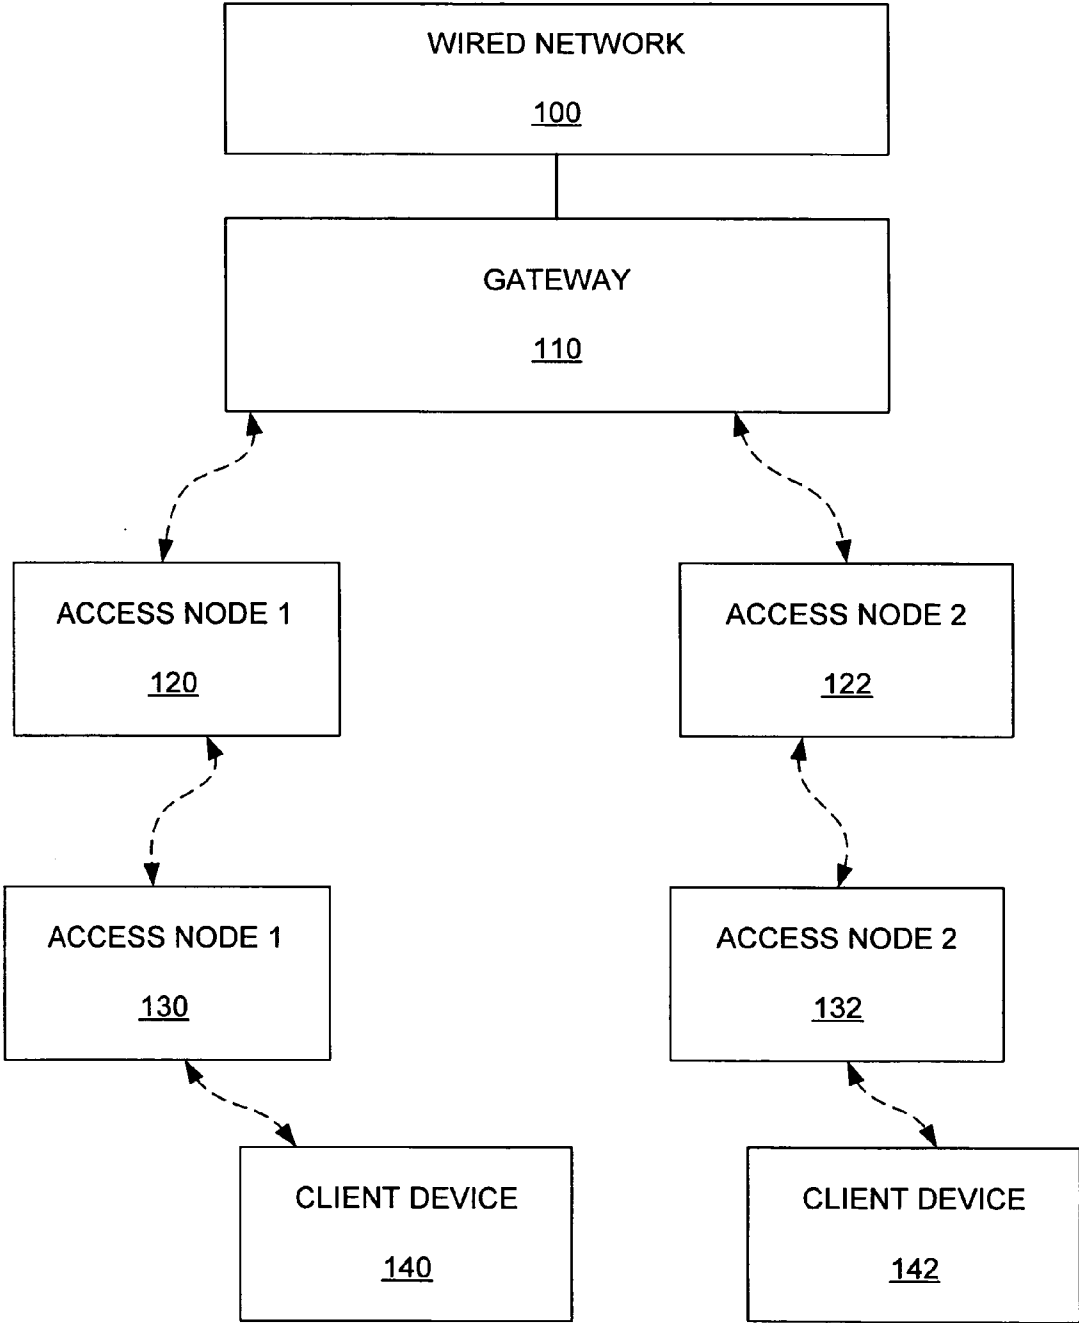 WIRED NETWORK
100
GATEWAY
110
ACCESS NODE 1
120
ACCESS NODE 2
122
ACCESS NODE 1
130
ACCESS NODE 2
132
CLIENT DEVICE
140
CLIENT DEVICE
142